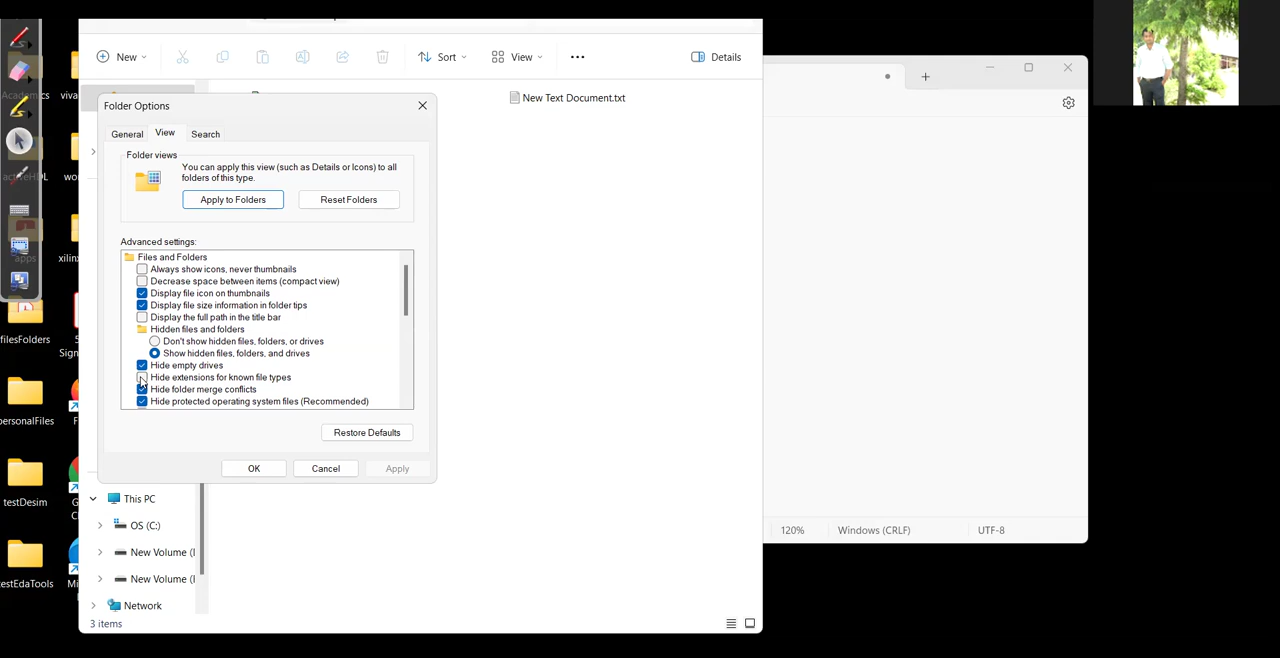 New
Sort
View
Details
New Text Document.txt
Folder Options
General
View
Search
Folder views
You can apply this view (such as Details or Icons) to all
folders of this type.
Apply to Folders
Reset Folders
Advanced settings:
Files and Folders
Always show icons, never thumbnails
Decrease space between items (compact view)
Display file icon on thumbnails
Display file size information in folder tips
Display the full path in the title bar
Hidden files and folders
Don't show hidden files, folders, or drives
Show hidden files, folders, and drives
Hide empty drives
Hide extensions for known file types
Hide folder merge conflicts
Hide protected operating system files (Recommended)
Restore Defaults
OK
Cancel
Apply
This PC
OS (C:)
New Volume (
New Volume (
Network
3 items
120%
Windows (CRLF)
UTF-8
viva
apps
xilinx
filesFolders
Sign
personalFiles
testDesim
estEdaTools